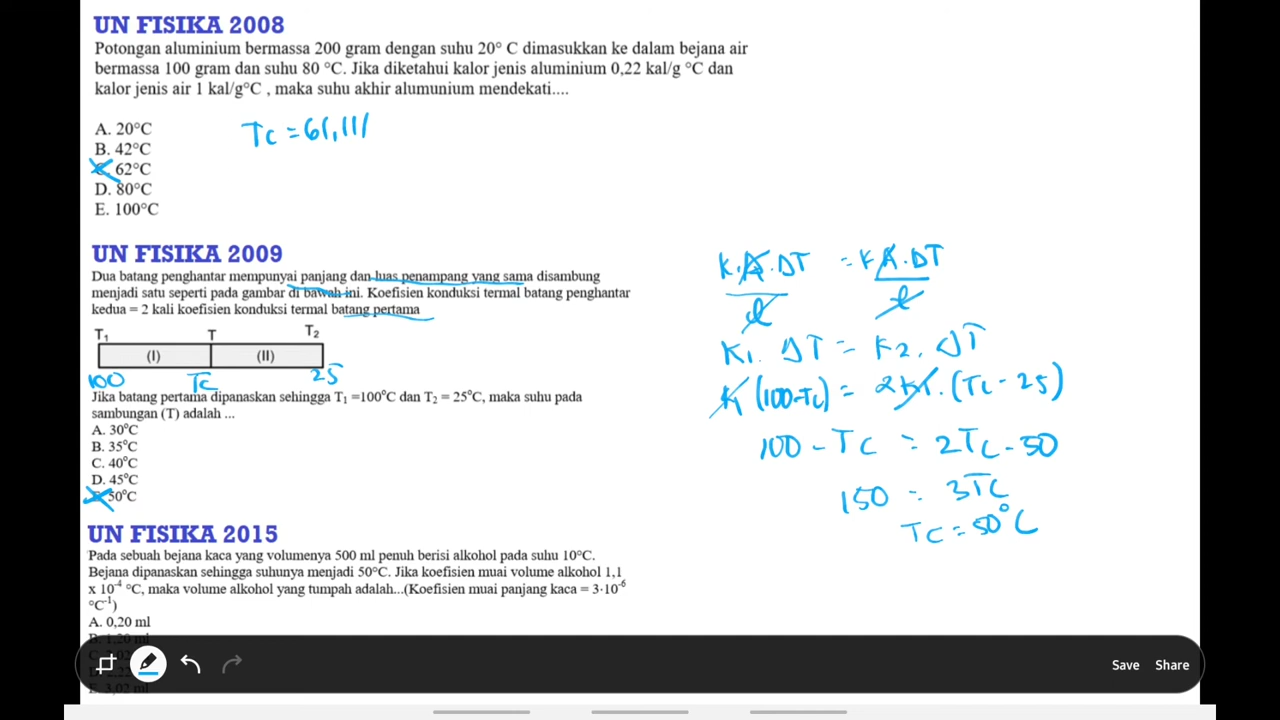 UN FISIKA 2008
Potongan aluminium bermassa 200 gram dengan suhu 20° C dimasukkan ke dalam bejana air
bermassa 100 gram dan suhu 80 °C. Jika diketahui kalor jenis aluminium 0,22 kal/g °C dan
kalor jenis air 1 kal/g°C , maka suhu akhir alumunium mendekati....
A. 20°C
Tc = 61,111
B. 42°C
62°C
D. 80°C
E. 100°C
UN FISIKA 2009
Dua batang penghantar mempunyai panjang dan luas penampang yang sama disambung
menjadi satu seperti pada gambar di bawah ini. Koefisien konduksi termal batang penghantar
kedua = 2 kali koefisien konduksi termal batang pertama
T₁ T T₂
(I) (II)
100 Tc 25
Jika batang pertama dipanaskan sehingga T₁ =100°C dan T₂ = 25°C, maka suhu pada
sambungan (T) adalah ...
A. 30°C
B. 35°C
C. 40°C
D. 45°C
50°C
K.A.ΔT = K A.ΔT
l l
K₁. ΔT = K₂. ΔT
K (100-Tc) = 2 . (Tc - 25)
100 - Tc = 2Tc - 50
150 = 3Tc
Tc = 50°C
UN FISIKA 2015
Pada sebuah bejana kaca yang volumenya 500 ml penuh berisi alkohol pada suhu 10°C.
Bejana dipanaskan sehingga suhunya menjadi 50°C. Jika koefisien muai volume alkohol 1,1
x 10⁻⁴ °C, maka volume alkohol yang tumpah adalah...(Koefisien muai panjang kaca = 3·10⁻⁶
°C⁻¹)
A. 0,20 ml
B. 1,20 ml
E. 3,02 ml
Save Share